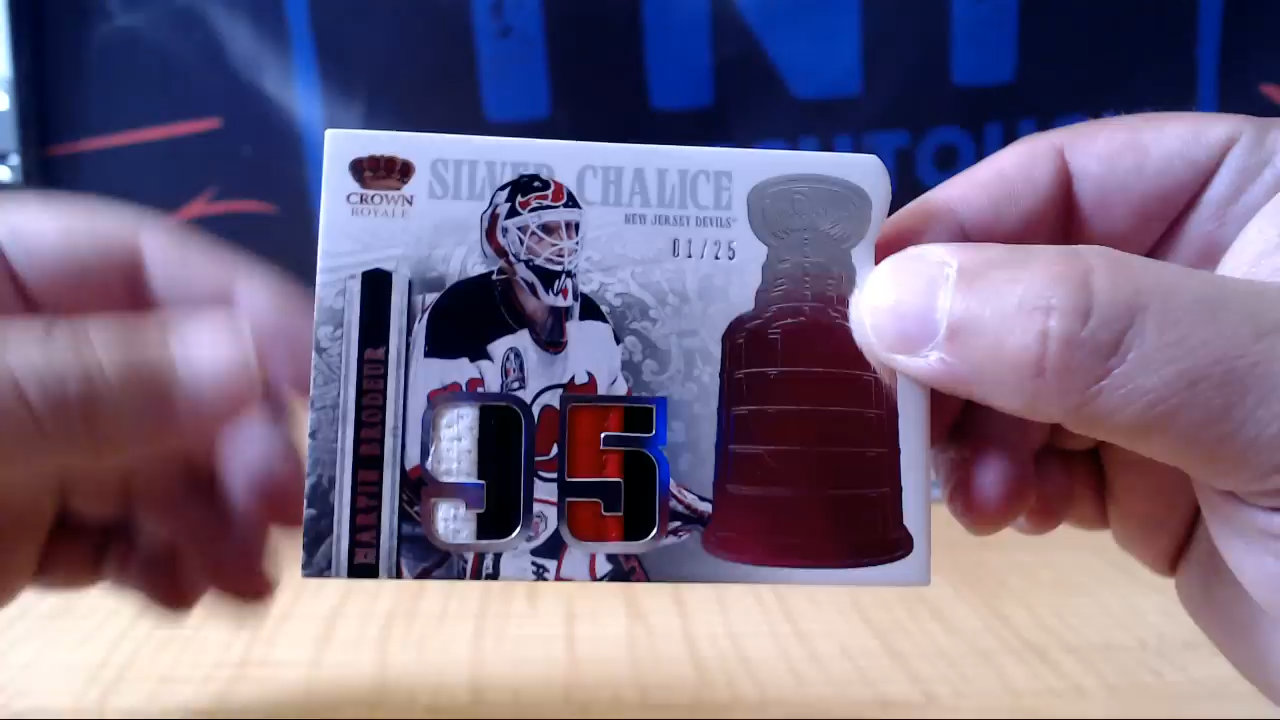 CROWN
ROYALE
SILVER CHALICE
NEW JERSEY DEVILS
01/25
MARTIN BRODEUR
95